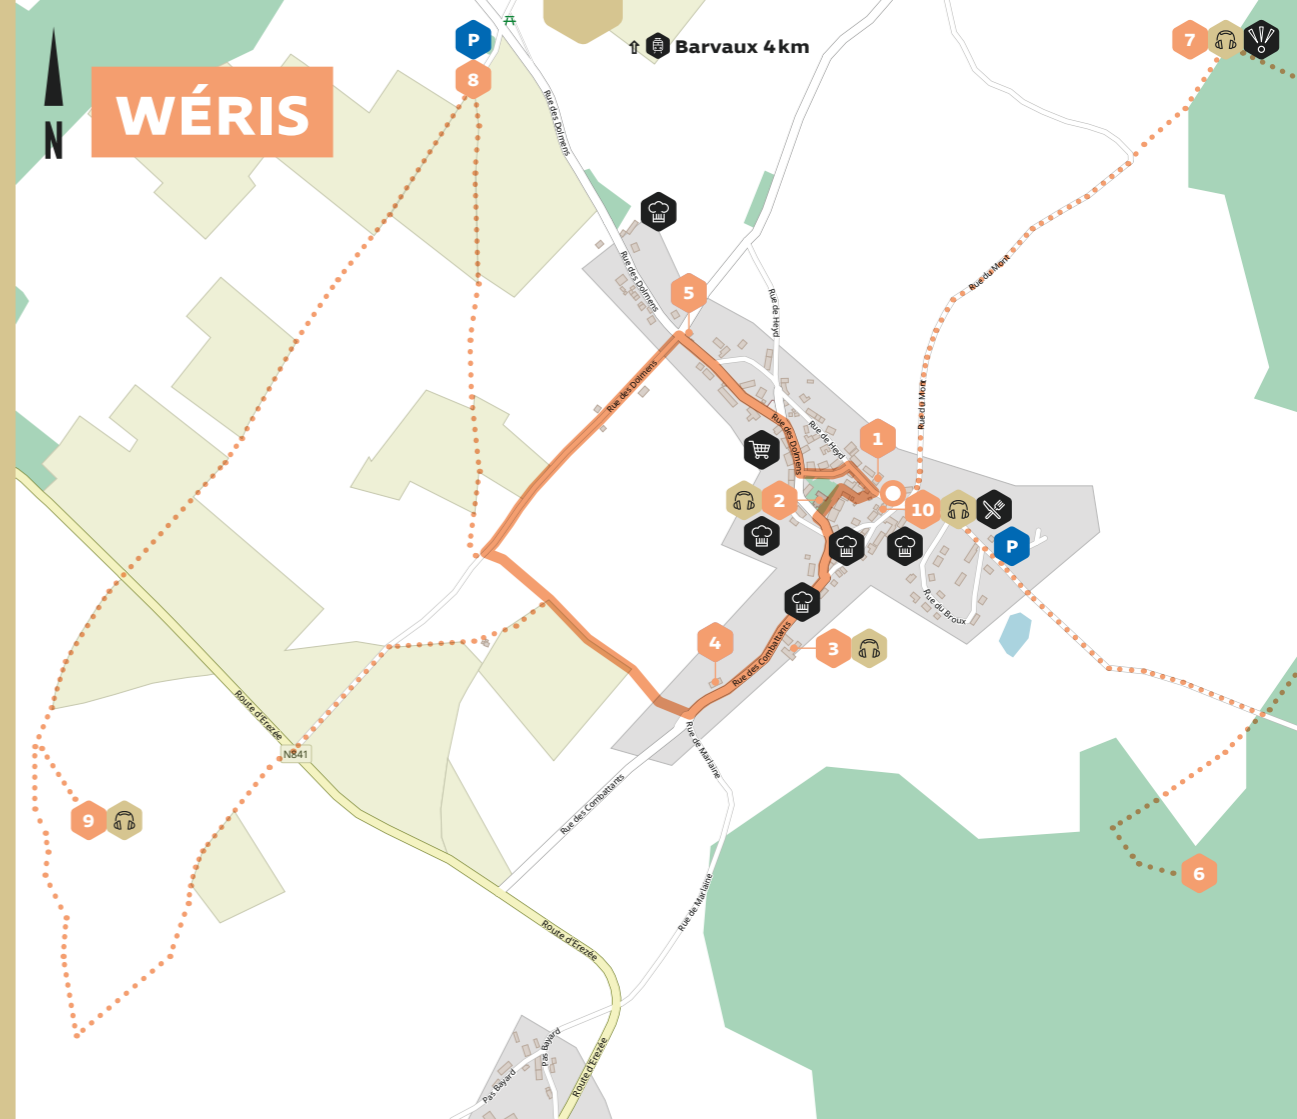 P
Barvaux 4 km
7
8
WÉRIS
N
Rue des Dolmens
Rue du Mont
Rue des Dolmens
5
Rue de Heyd
Rue des Dolmens
Rue du Mont
Rue des Dolmens
Rue de Heyd
1
2
10
P
Rue du Broux
4
3
Rue des Combattants
Route d'Erezée
N841
Rue de Marlaine
Rue des Combattants
9
6
Rue de Marlaine
Route d'Erezée
Pas Bayard
Pas Bayard
Route d'Erezée